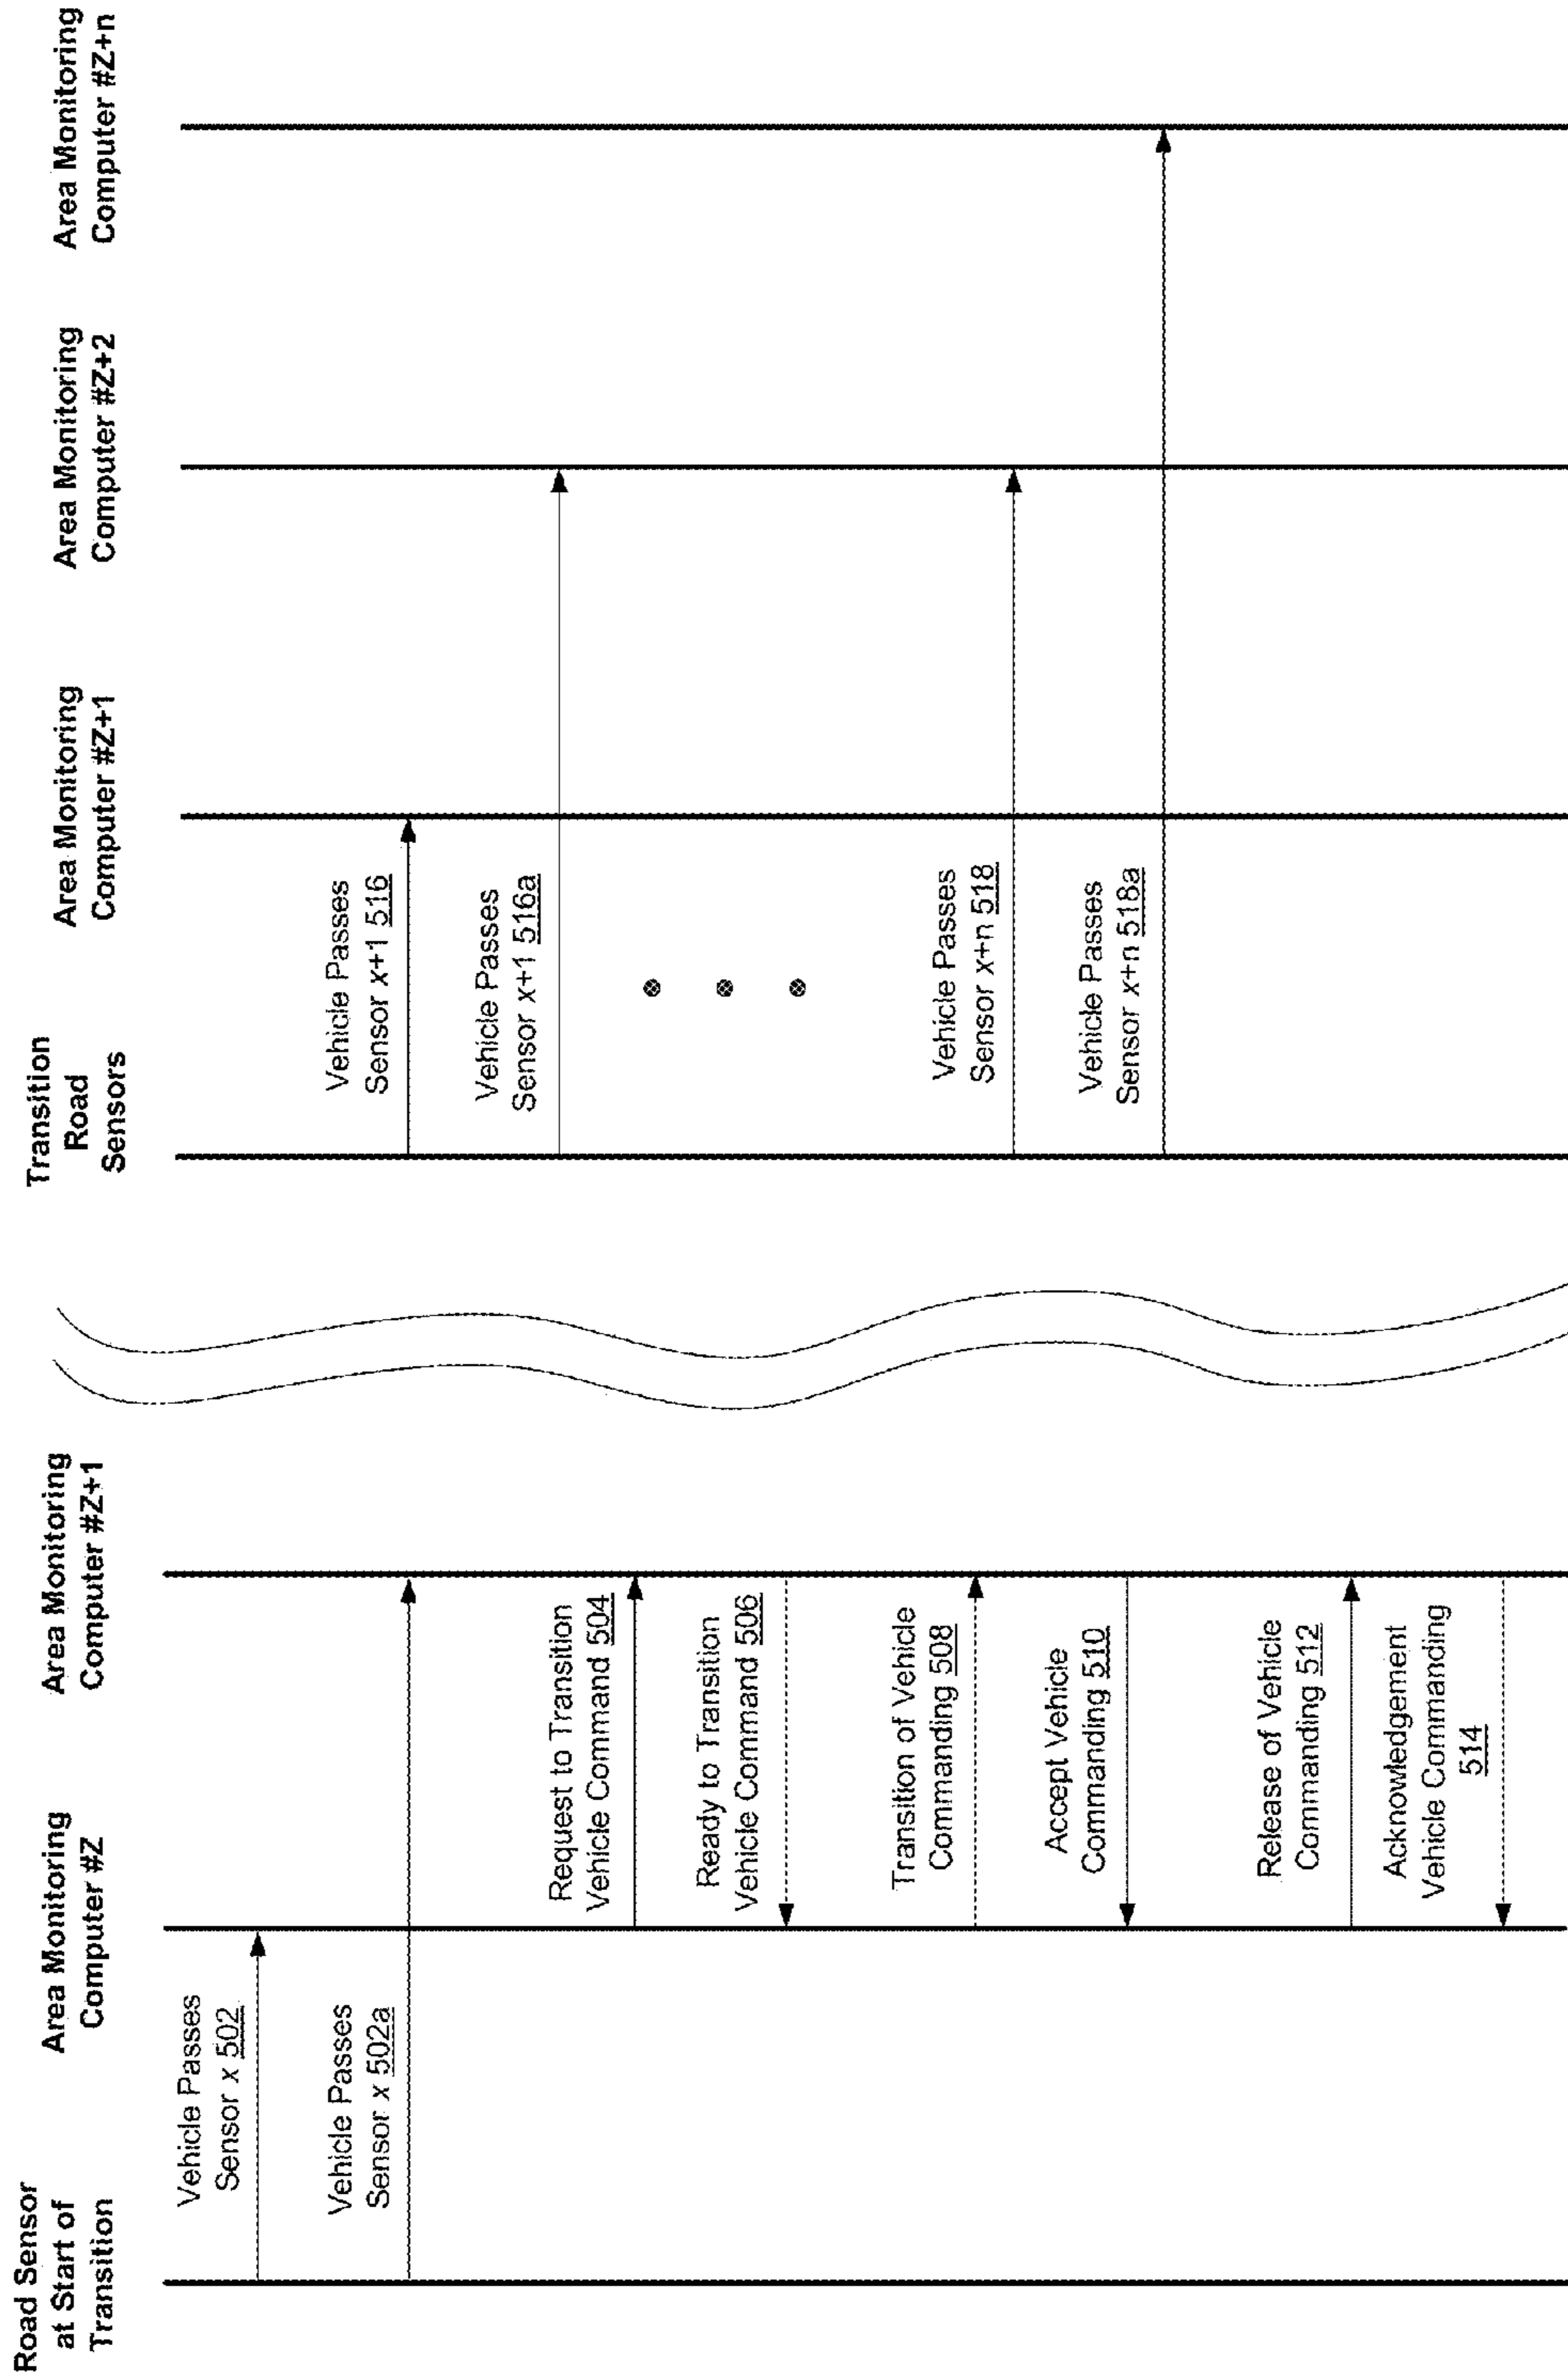 Road Sensor
at Start of
Transition
Area Monitoring
Computer #Z
Area Monitoring
Computer #Z+1
Vehicle Passes
Sensor x 502
Vehicle Passes
Sensor x 502a
Request to Transition
Vehicle Command 504
Ready to Transition
Vehicle Command 506
Transition of Vehicle
Commanding 508
Accept Vehicle
Commanding 510
Release of Vehicle
Commanding 512
Acknowledgement
Vehicle Commanding
514
Transition
Road
Sensors
Area Monitoring
Computer #Z+1
Area Monitoring
Computer #Z+2
Area Monitoring
Computer #Z+n
Vehicle Passes
Sensor x+1 516
Vehicle Passes
Sensor x+1 516a
Vehicle Passes
Sensor x+n 518
Vehicle Passes
Sensor x+n 518a